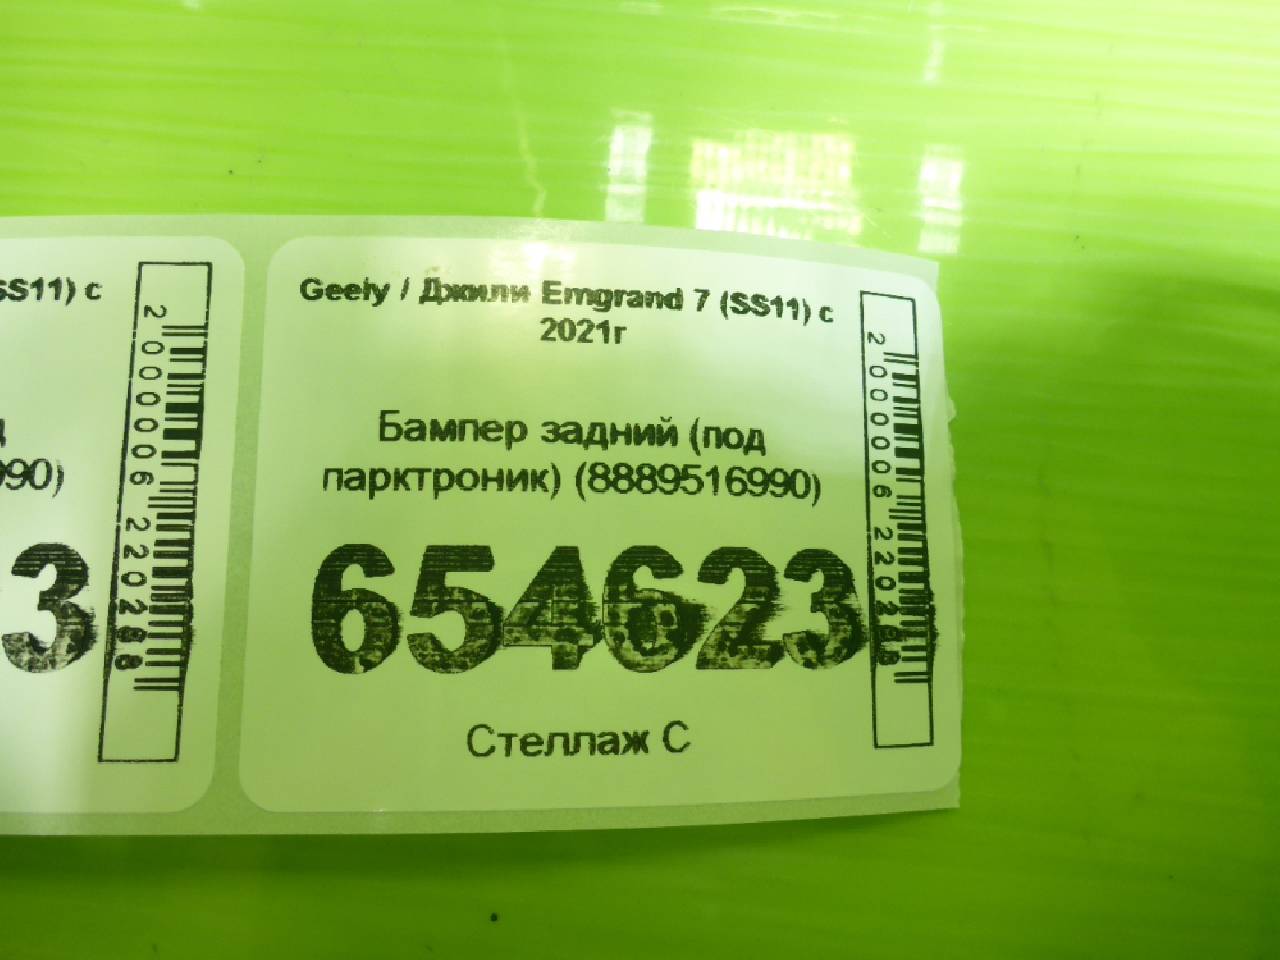 SS11) с
990)
3
2000006220288
Geely / Джили Emgrand 7 (SS11) с
2021г
Бампер задний (под
парктроник) (8889516990)
654623
Стеллаж С
2000006220288